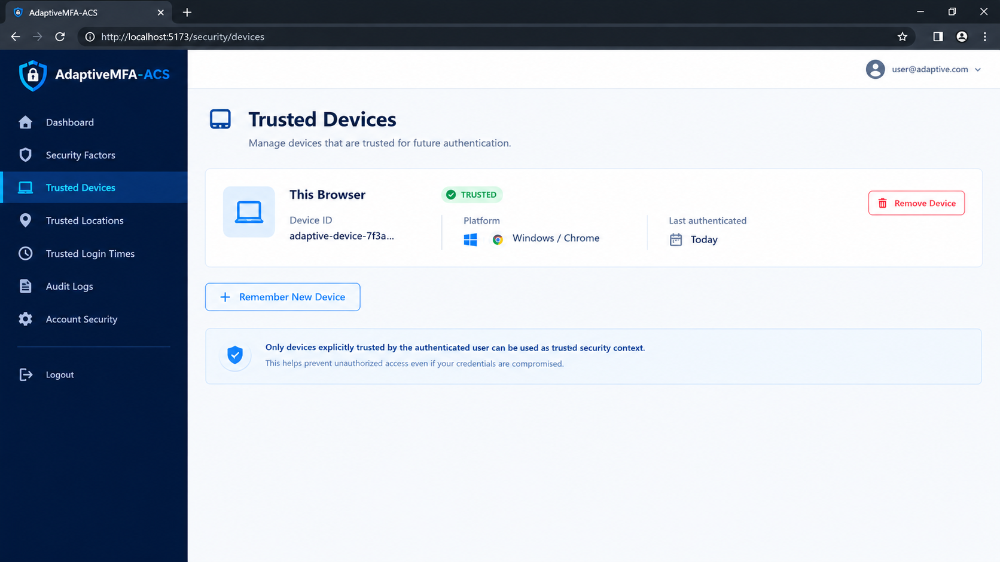 AdaptiveMFA-ACS
http://localhost:5173/security/devices
AdaptiveMFA-ACS
user@adaptive.com
Dashboard
Security Factors
Trusted Devices
Trusted Locations
Trusted Login Times
Audit Logs
Account Security
Logout
Trusted Devices
Manage devices that are trusted for future authentication.
This Browser
TRUSTED
Remove Device
Device ID
adaptive-device-7f3a...
Platform
Windows / Chrome
Last authenticated
Today
Remember New Device
Only devices explicitly trusted by the authenticated user can be used as trusted security context.
This helps prevent unauthorized access even if your credentials are compromised.